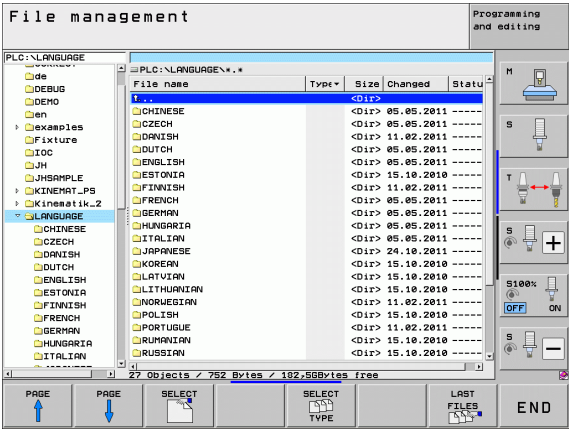 File management
Programming
and editing
PLC:\LANGUAGE
de
DEBUG
DEMO
en
examples
Fixture
IOC
JH
JHSAMPLE
KINEMAT_PS
Kinematik_2
LANGUAGE
CHINESE
CZECH
DANISH
DUTCH
ENGLISH
ESTONIA
FINNISH
FRENCH
GERMAN
HUNGARIA
ITALIAN
PLC:\LANGUAGE\*.*
File name Type Size Changed Statu
.. <Dir>
CHINESE <Dir> 05.05.2011 -----
CZECH <Dir> 05.05.2011 -----
DANISH <Dir> 11.02.2011 -----
DUTCH <Dir> 05.05.2011 -----
ENGLISH <Dir> 05.05.2011 -----
ESTONIA <Dir> 15.10.2010 -----
FINNISH <Dir> 11.02.2011 -----
FRENCH <Dir> 05.05.2011 -----
GERMAN <Dir> 05.05.2011 -----
HUNGARIA <Dir> 05.05.2011 -----
ITALIAN <Dir> 05.05.2011 -----
JAPANESE <Dir> 24.10.2011 -----
KOREAN <Dir> 15.10.2010 -----
LATVIAN <Dir> 15.10.2010 -----
LITHUANIAN <Dir> 15.10.2010 -----
NORWEGIAN <Dir> 11.02.2011 -----
POLISH <Dir> 15.10.2010 -----
PORTUGUE <Dir> 11.02.2011 -----
RUMANIAN <Dir> 15.10.2010 -----
RUSSIAN <Dir> 15.10.2010 -----
27 Objects / 752 Bytes / 182,5GBytes free
M
S
T
S
+
S100%
OFF ON
S
-
PAGE
PAGE
SELECT
SELECT
TYPE
LAST
FILES
END